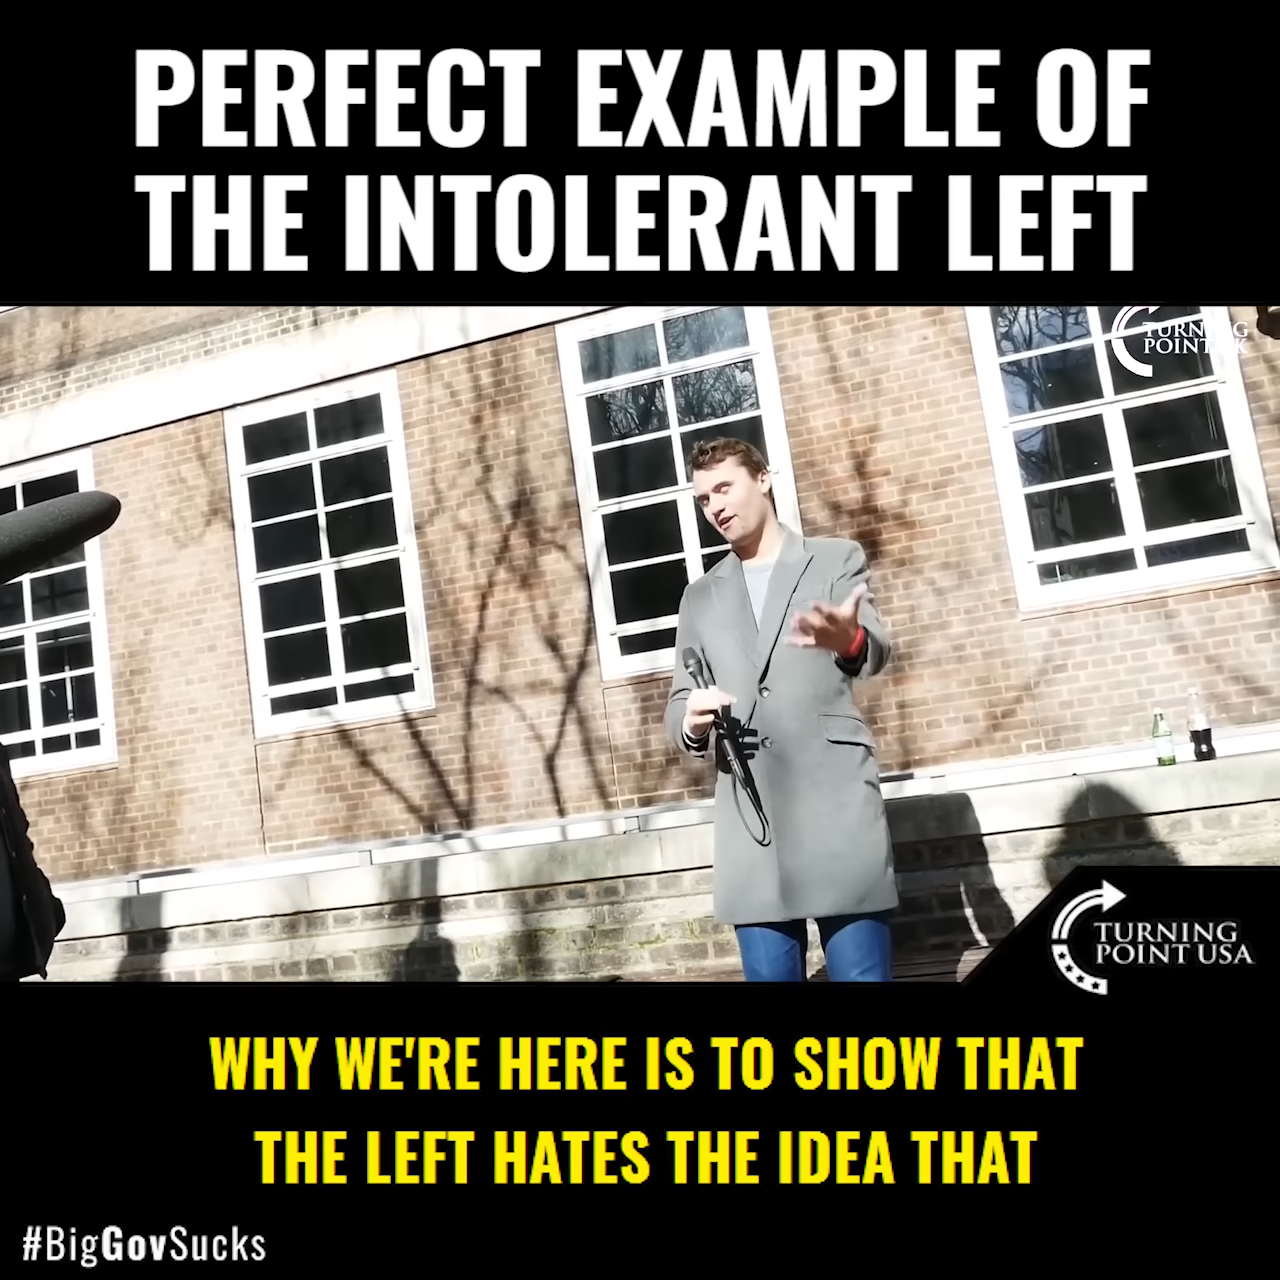 PERFECT EXAMPLE OF
THE INTOLERANT LEFT
TURNING
POINT UK
TURNING
POINT USA
WHY WE'RE HERE IS TO SHOW THAT
THE LEFT HATES THE IDEA THAT
#BigGovSucks